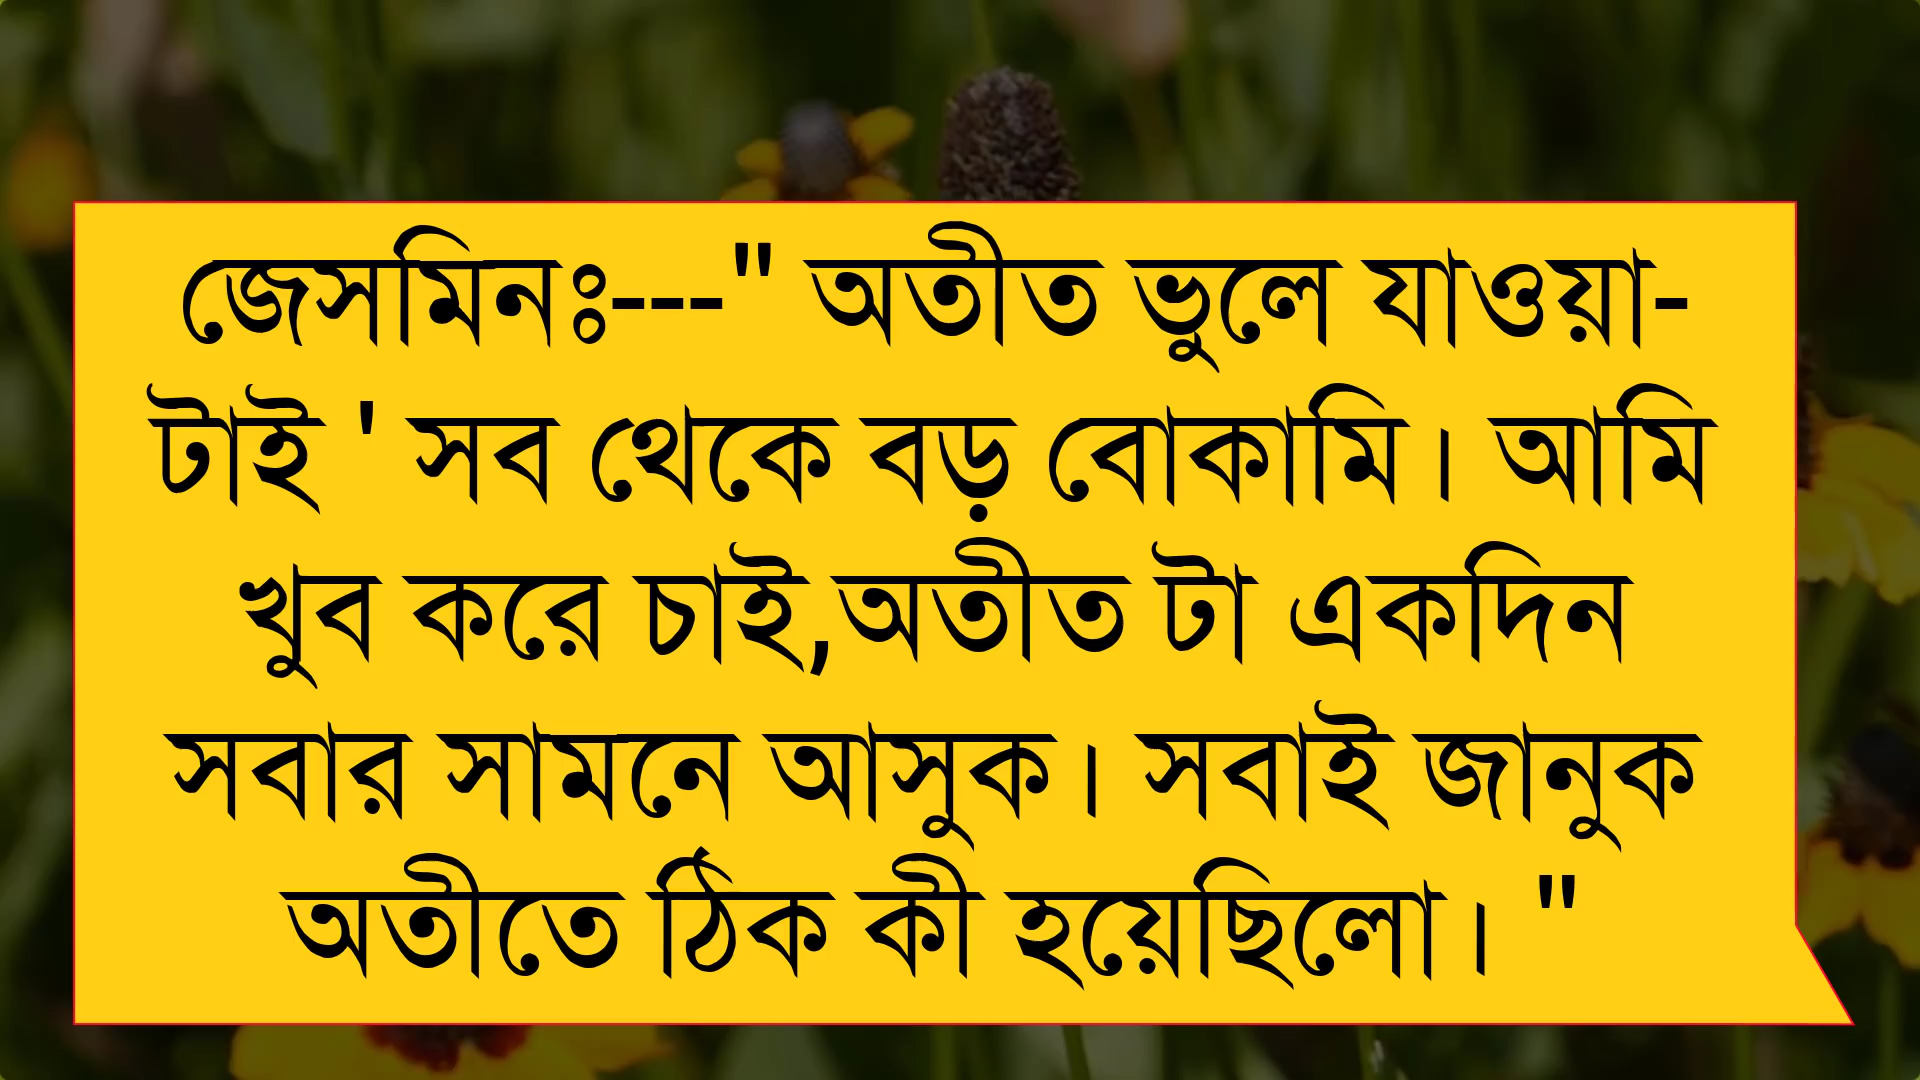 জেসমিনঃ---" অতীত ভুলে যাওয়া-
টাই ' সব থেকে বড় বোকামি। আমি
খুব করে চাই,অতীত টা একদিন
সবার সামনে আসুক। সবাই জানুক
অতীতে ঠিক কী হয়েছিলো। "